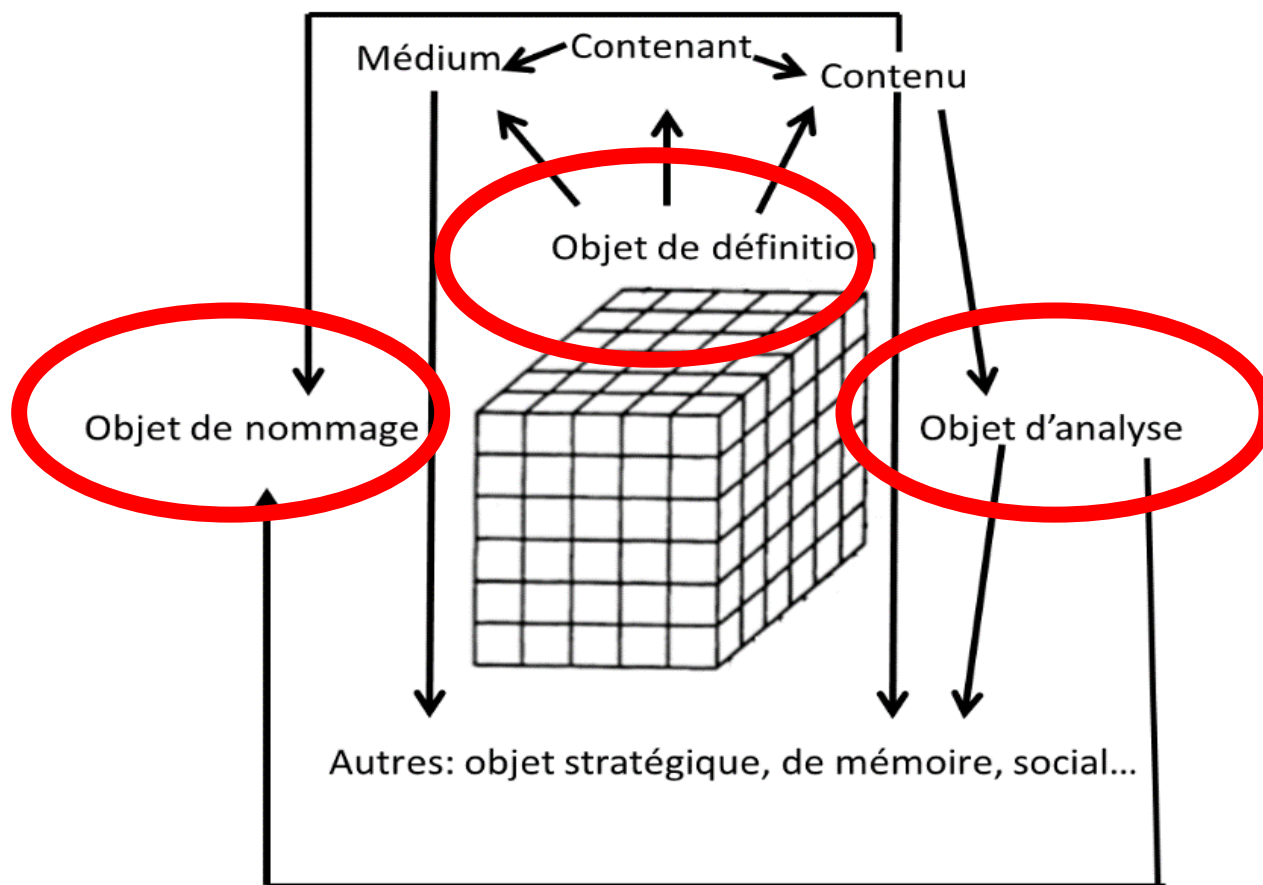 Médium
Contenant
Contenu
Objet de définition
Objet de nommage
Objet d’analyse
Autres: objet stratégique, de mémoire, social...